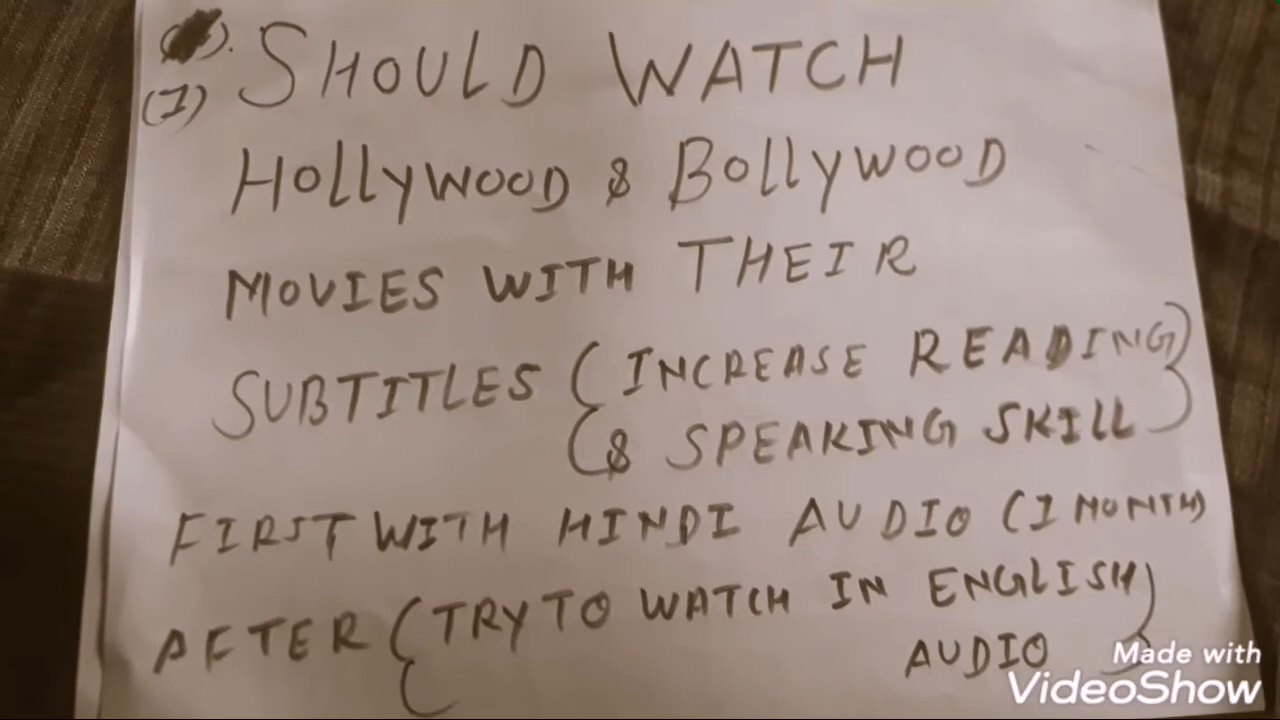 (1). SHOULD WATCH
HOLLYWOOD & BOLLYWOOD
MOVIES WITH THEIR
SUBTITLES (INCREASE READING
& SPEAKING SKILL)
FIRST WITH HINDI AUDIO (1 MONTH)
AFTER (TRY TO WATCH IN ENGLISH
AUDIO)
Made with
VideoShow